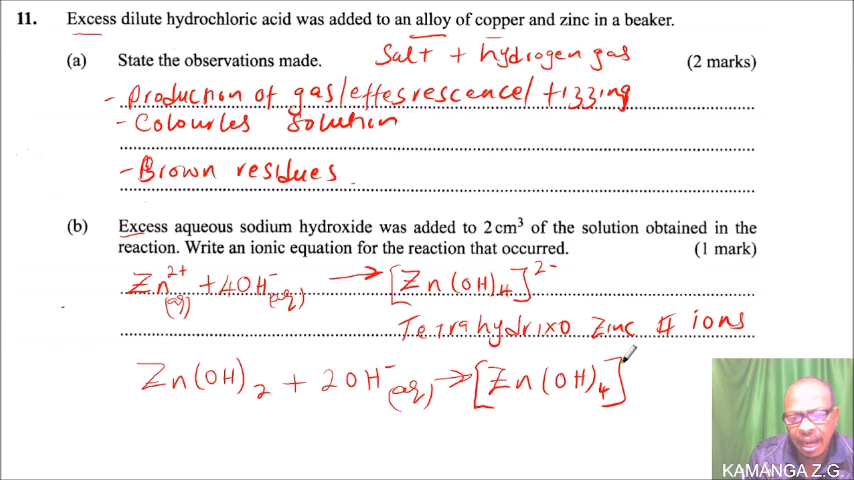 11. Excess dilute hydrochloric acid was added to an alloy of copper and zinc in a beaker.
Salt + hydrogen gas
(a) State the observations made. (2 marks)
- Production of gas/effesrescence/ fizzing
- Colourles solution
- Brown residues
(b) Excess aqueous sodium hydroxide was added to 2 cm³ of the solution obtained in the
reaction. Write an ionic equation for the reaction that occurred. (1 mark)
Zn²⁺(aq) + 4OH⁻(aq) → [Zn(OH)₄]²⁻
Tetrahydrixo zinc II ions
Zn(OH)₂ + 2OH⁻(aq) → [Zn(OH)₄]
KAMANGA Z.G.